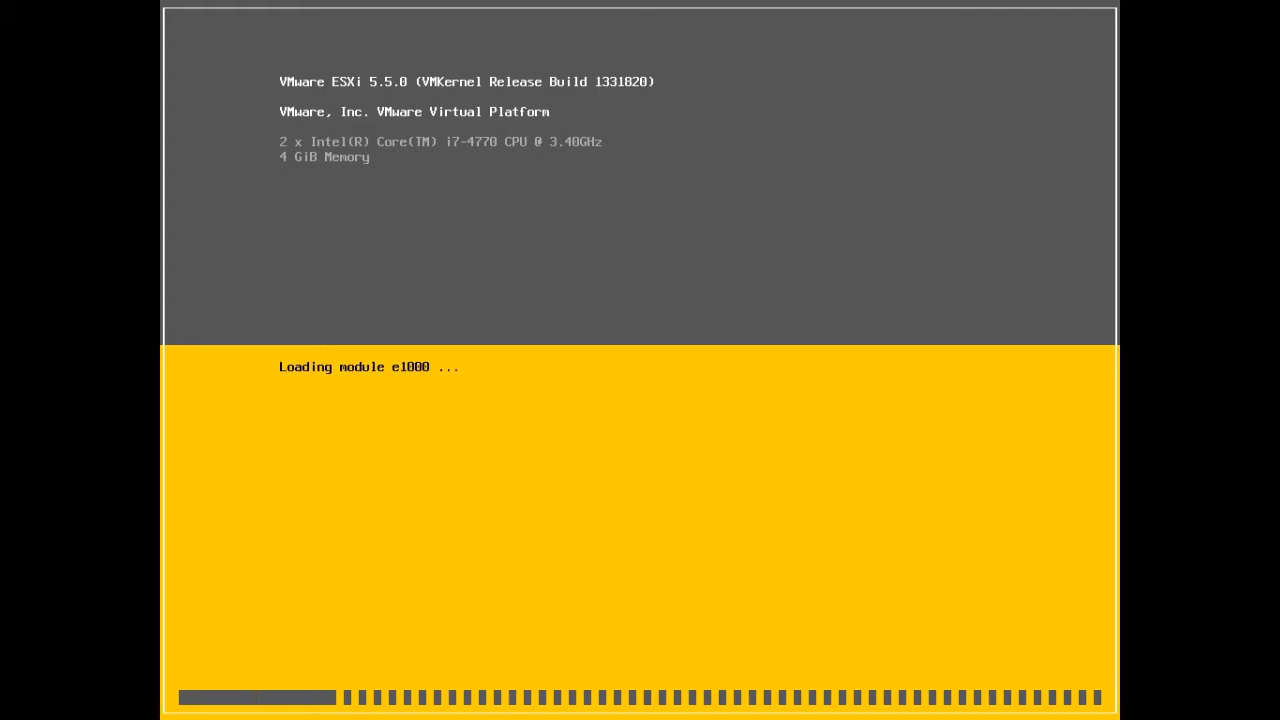 VMware ESXi 5.5.0 (VMKernel Release Build 1331820)
VMware, Inc. VMware Virtual Platform
2 x Intel(R) Core(TM) i7-4770 CPU @ 3.40GHz
4 GiB Memory
Loading module e1000 ...